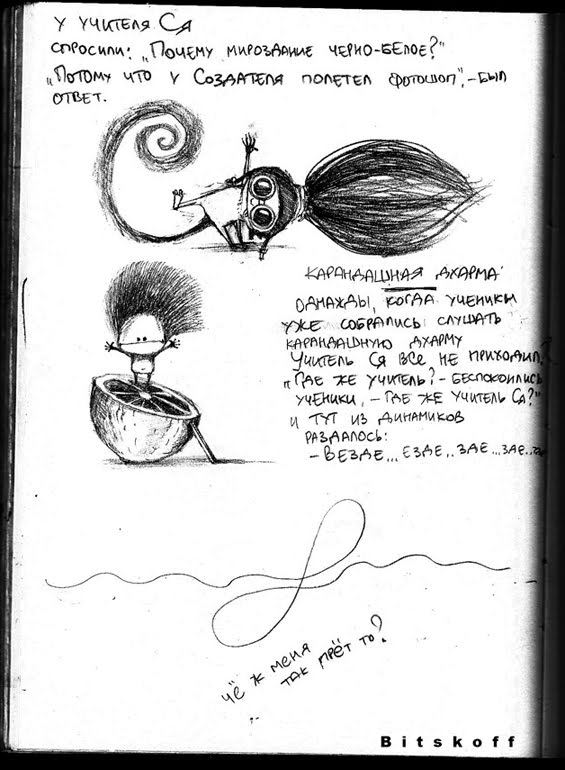 У УЧИТЕЛЯ СЯ
СПРОСИЛИ: „ПОЧЕМУ МИРОЗДАНИЕ ЧЕРНО-БЕЛОЕ?"
„ПОТОМУ ЧТО У СОЗДАТЕЛЯ ПОЛЕТЕЛ ФОТОШОП", – БЫЛ
ОТВЕТ.
КАРАНДАШНАЯ ДХАРМА
ОДНАЖДЫ, КОГДА УЧЕНИКИ
УЖЕ СОБРАЛИСЬ СЛУШАТЬ
КАРАНДАШНУЮ ДХАРМУ
УЧИТЕЛЬ СЯ ВСЕ НЕ ПРИХОДИЛ.
„ГДЕ ЖЕ УЧИТЕЛЬ? – БЕСПОКОИЛИСЬ
УЧЕНИКИ, – ГДЕ ЖЕ УЧИТЕЛЬ СЯ?"
И ТУТ ИЗ ДИНАМИКОВ
РАЗДАЛОСЬ:
– ВЕЗДЕ... ЕЗДЕ.. ЗДЕ... ЗДЕ..
ЧЁ Ж МЕНЯ
ТАК ПРЁТ ТО?
Bitskoff